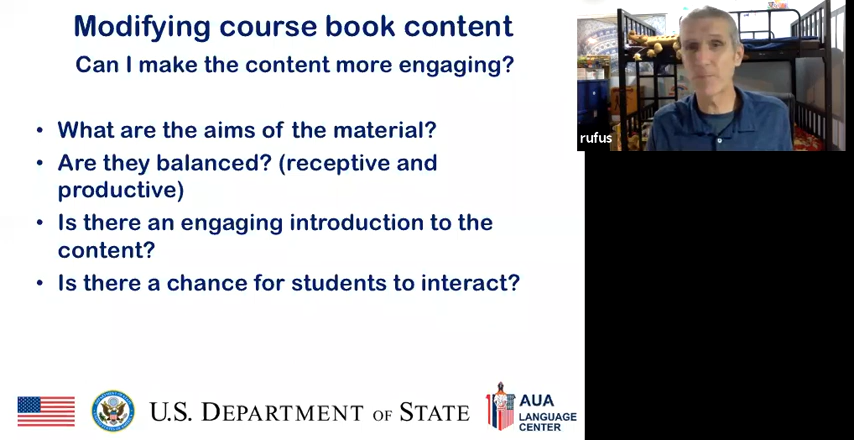 Modifying course book content
Can I make the content more engaging?
• What are the aims of the material?
• Are they balanced? (receptive and
productive)
• Is there an engaging introduction to the
content?
• Is there a chance for students to interact?
rufus
U.S. DEPARTMENT OF STATE
AUA
LANGUAGE
CENTER